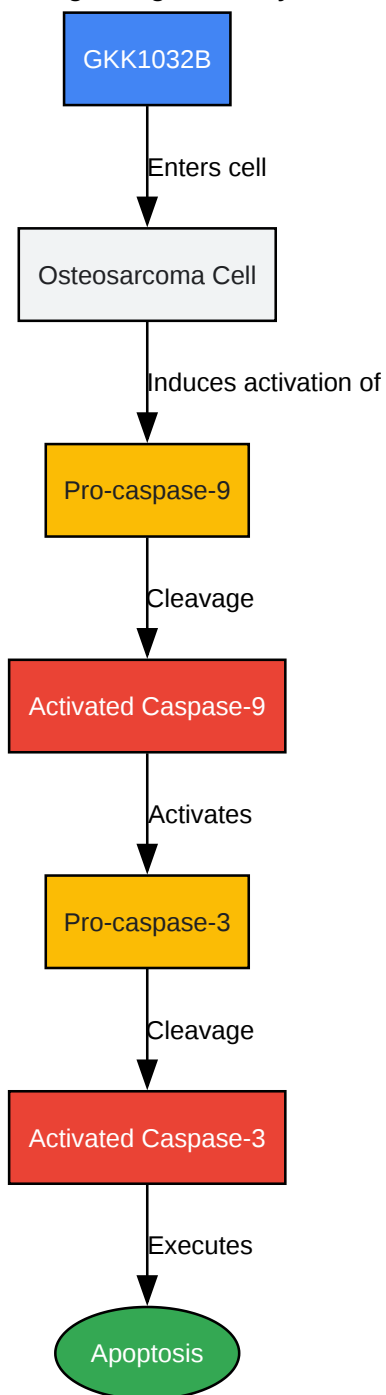 GKK1032B
Enters cell
Osteosarcoma Cell
Induces activation of
Pro-caspase-9
Cleavage
Activated Caspase-9
Activates
Pro-caspase-3
Cleavage
Activated Caspase-3
Executes
Apoptosis